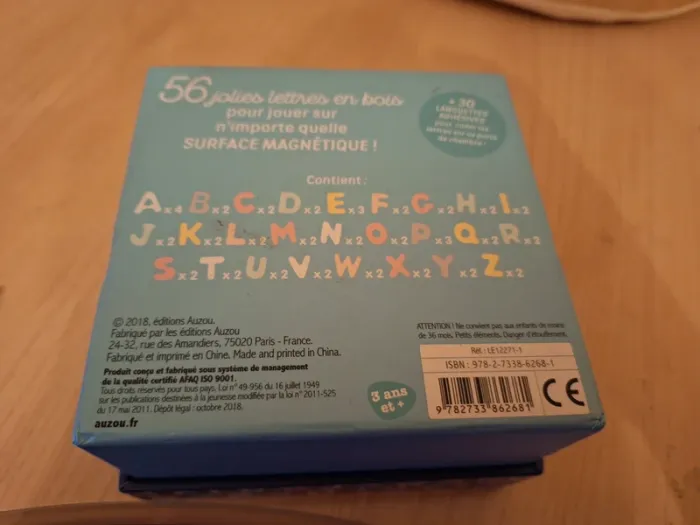 56 jolies lettres en bois
pour jouer sur
n'importe quelle
SURFACE MAGNÉTIQUE !
+ 30
LANGUETTES
ADHÉSIVES
pour
chambre !
Contient :
A x4 B x2 C x2 D x2 E x3 F x2 G x2 H x2 I x2
J x2 K x2 L x2 M x2 N x2 O x2 P x3 Q x2 R x2
S x2 T x2 U x2 V x2 W x2 X x2 Y x2 Z x2
© 2018, éditions Auzou.
Fabriqué par les éditions Auzou
24-32, rue des Amandiers, 75020 Paris - France.
Fabriqué et imprimé en Chine. Made and printed in China.
Produit conçu et fabriqué sous système de management
de la qualité certifié AFAQ ISO 9001.
Tous droits réservés pour tous pays. Loi n° 49-956 du 16 juillet 1949
sur les publications destinées à la jeunesse modifiée par la loi n° 2011-525
du 17 mai 2011. Dépôt légal : octobre 2018.
auzou.fr
3 ans
et +
ATTENTION ! Ne convient pas aux enfants de moins
de 36 mois. Petits éléments. Danger d'étouffement.
Réf. : LE12271-1
ISBN : 978-2-7338-6268-1
9 782733 862681
CE